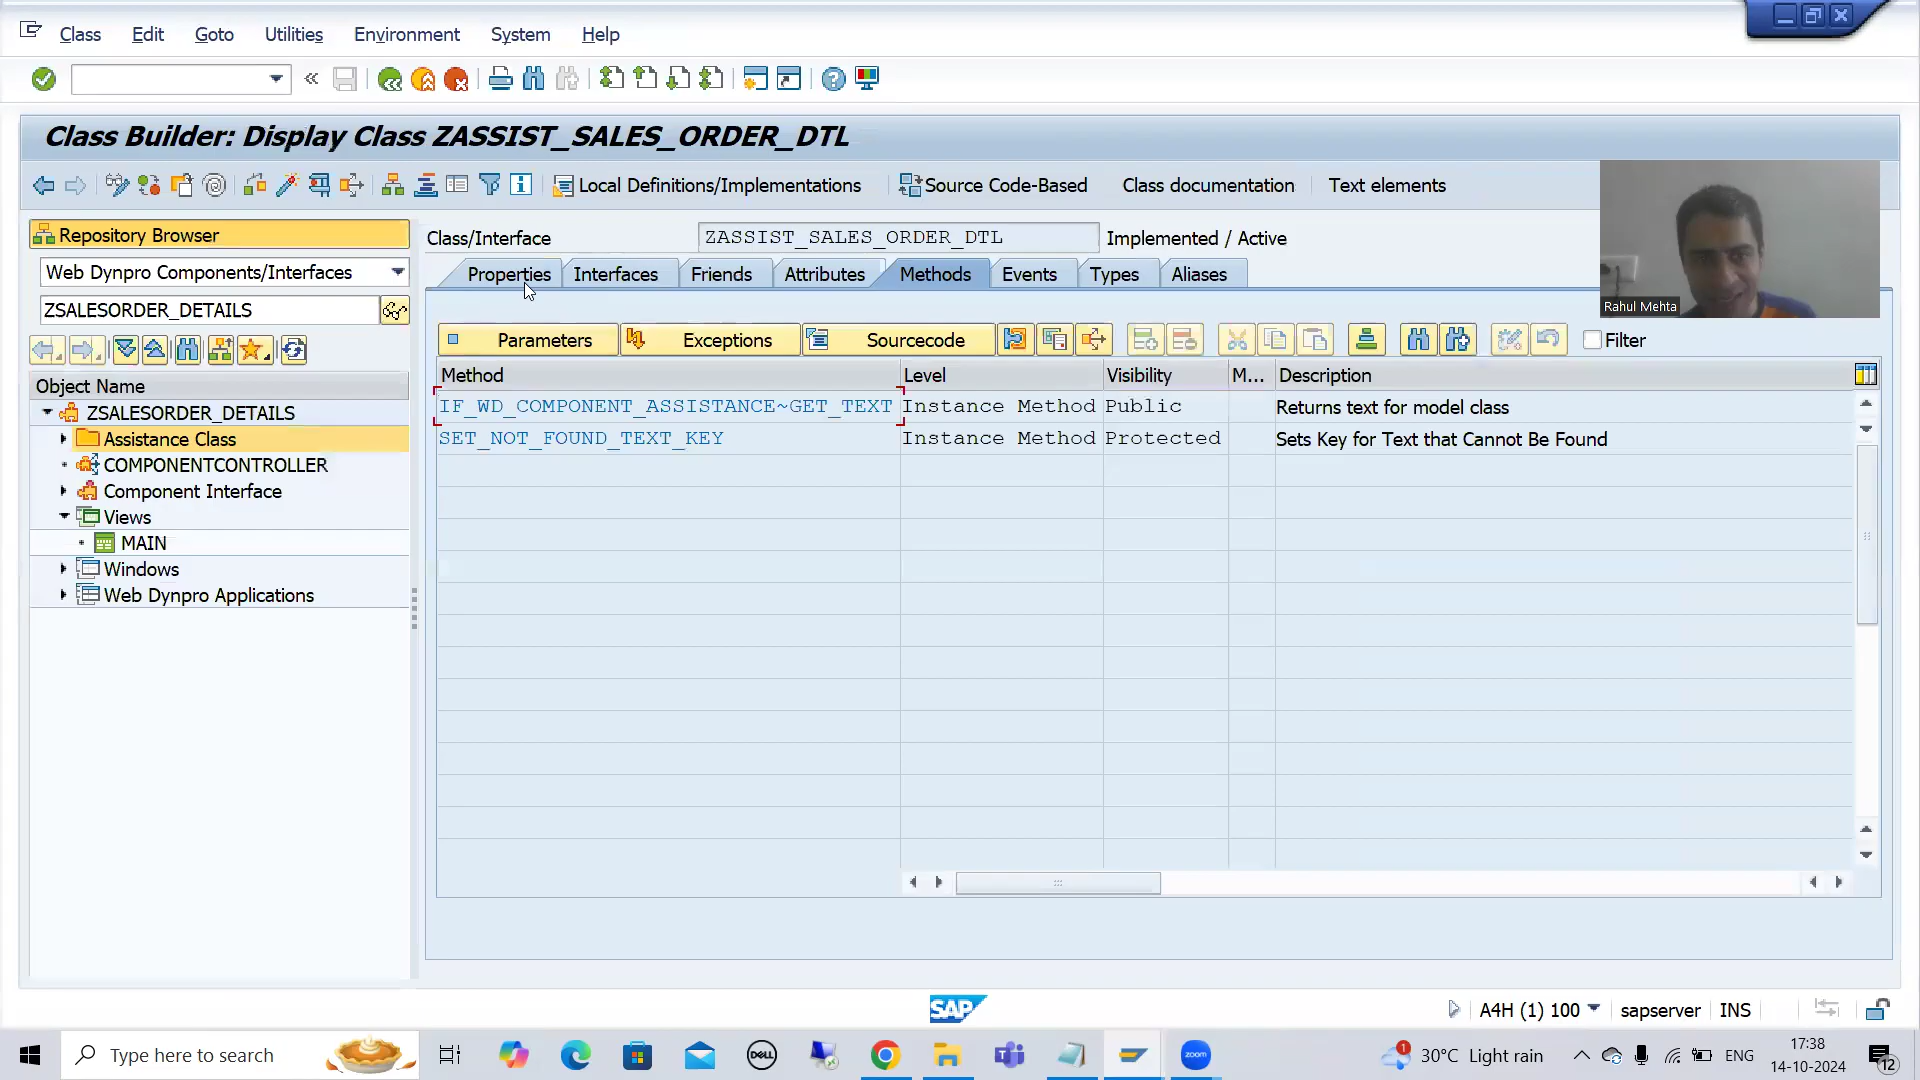 Class Edit Goto Utilities Environment System Help
Class Builder: Display Class ZASSIST_SALES_ORDER_DTL
Local Definitions/Implementations Source Code-Based Class documentation Text elements
Repository Browser
Class/Interface ZASSIST_SALES_ORDER_DTL Implemented / Active
Web Dynpro Components/Interfaces
Properties Interfaces Friends Attributes Methods Events Types Aliases
ZSALESORDER_DETAILS
Rahul Mehta
Parameters Exceptions Sourcecode Filter
Object Name
Method Level Visibility M... Description
ZSALESORDER_DETAILS
IF_WD_COMPONENT_ASSISTANCE~GET_TEXT Instance Method Public Returns text for model class
Assistance Class
SET_NOT_FOUND_TEXT_KEY Instance Method Protected Sets Key for Text that Cannot Be Found
COMPONENTCONTROLLER
Component Interface
Views
MAIN
Windows
Web Dynpro Applications
SAP
A4H (1) 100 sapserver INS
Type here to search
DELL
zoom
1
30°C Light rain
ENG
17:38
14-10-2024
12